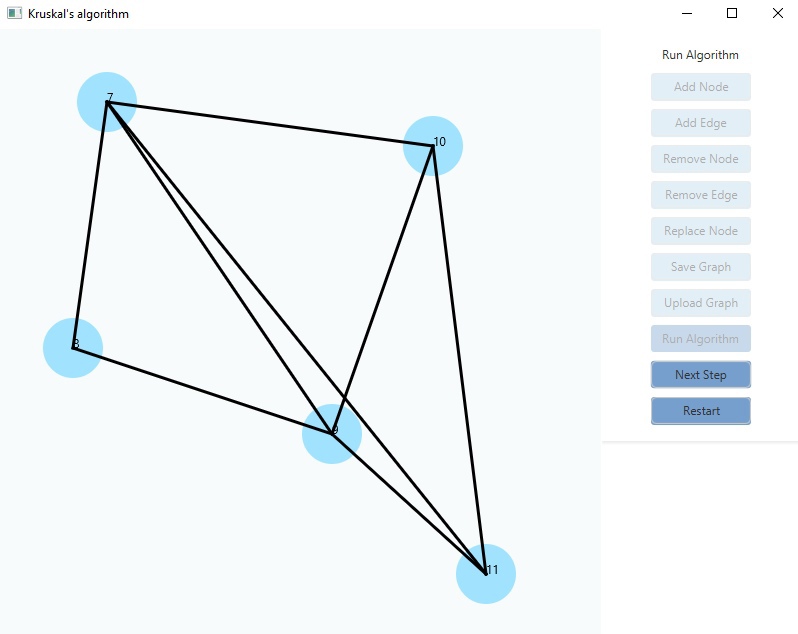 Kruskal's algorithm
Run Algorithm
Add Node
Add Edge
Remove Node
Remove Edge
Replace Node
Save Graph
Upload Graph
Run Algorithm
Next Step
Restart
7
10
8
9
11